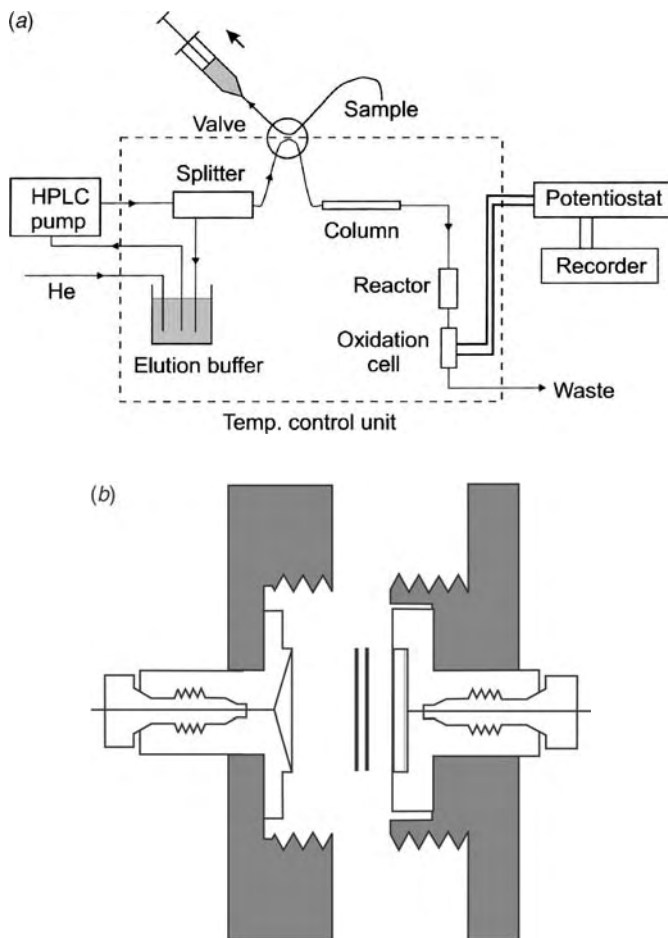 (a)
Sample
Valve
Splitter
HPLC
pump
Column
Potentiostat
Recorder
He
Reactor
Elution buffer
Oxidation
cell
Waste
Temp. control unit
(b)